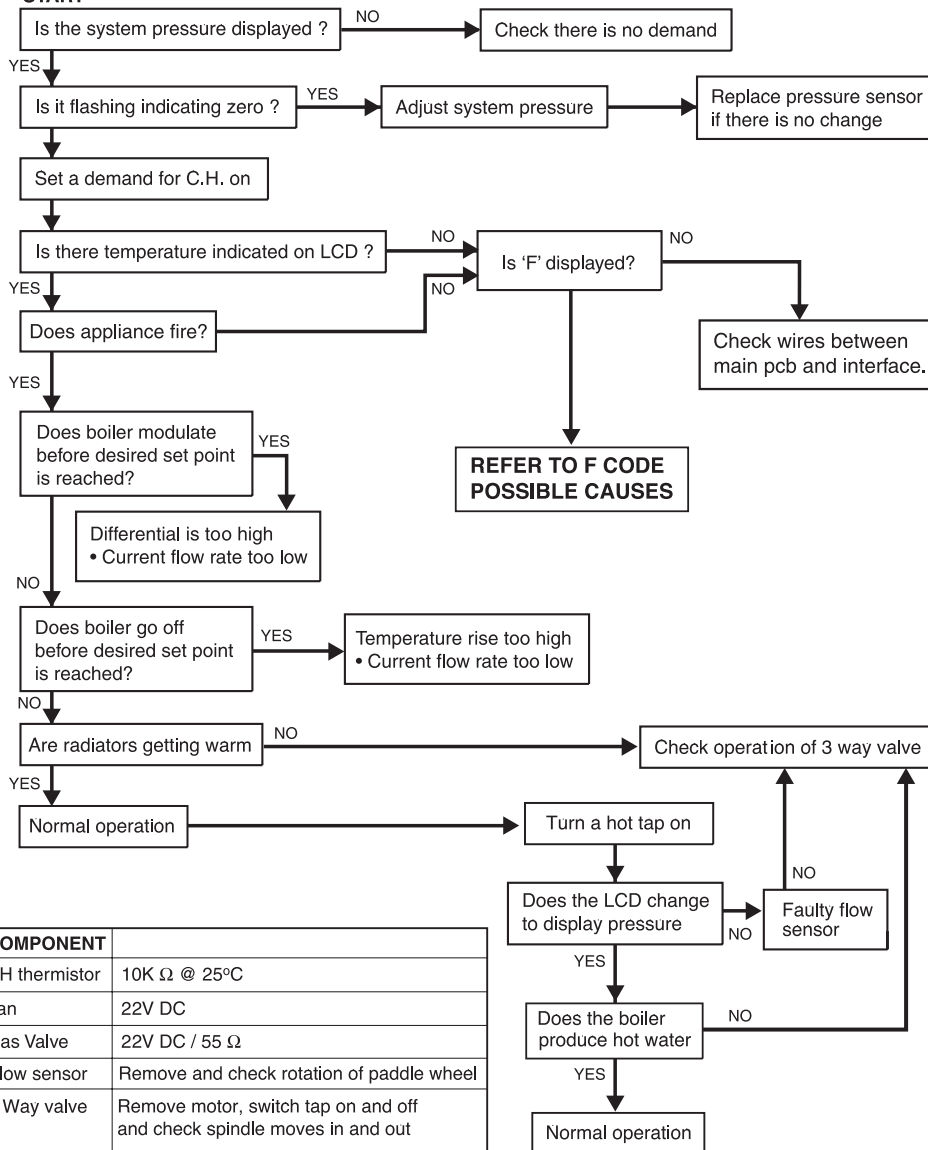 Is the system pressure displayed ?
NO
Check there is no demand
YES
Is it flashing indicating zero ?
YES
Adjust system pressure
Replace pressure sensor
if there is no change
Set a demand for C.H. on
Is there temperature indicated on LCD ?
NO
Is 'F' displayed?
NO
YES
NO
Does appliance fire?
Check wires between
main pcb and interface.
YES
Does boiler modulate
before desired set point
is reached?
YES
REFER TO F CODE
POSSIBLE CAUSES
Differential is too high
• Current flow rate too low
NO
Does boiler go off
before desired set point
is reached?
YES
Temperature rise too high
• Current flow rate too low
NO
Are radiators getting warm
NO
Check operation of 3 way valve
YES
Normal operation
Turn a hot tap on
Does the LCD change
to display pressure
NO
Faulty flow
sensor
NO
YES
Does the boiler
produce hot water
NO
YES
Normal operation
OMPONENT
H thermistor
10K Ω @ 25ºC
an
22V DC
as Valve
22V DC / 55 Ω
low sensor
Remove and check rotation of paddle wheel
Way valve
Remove motor, switch tap on and off
and check spindle moves in and out